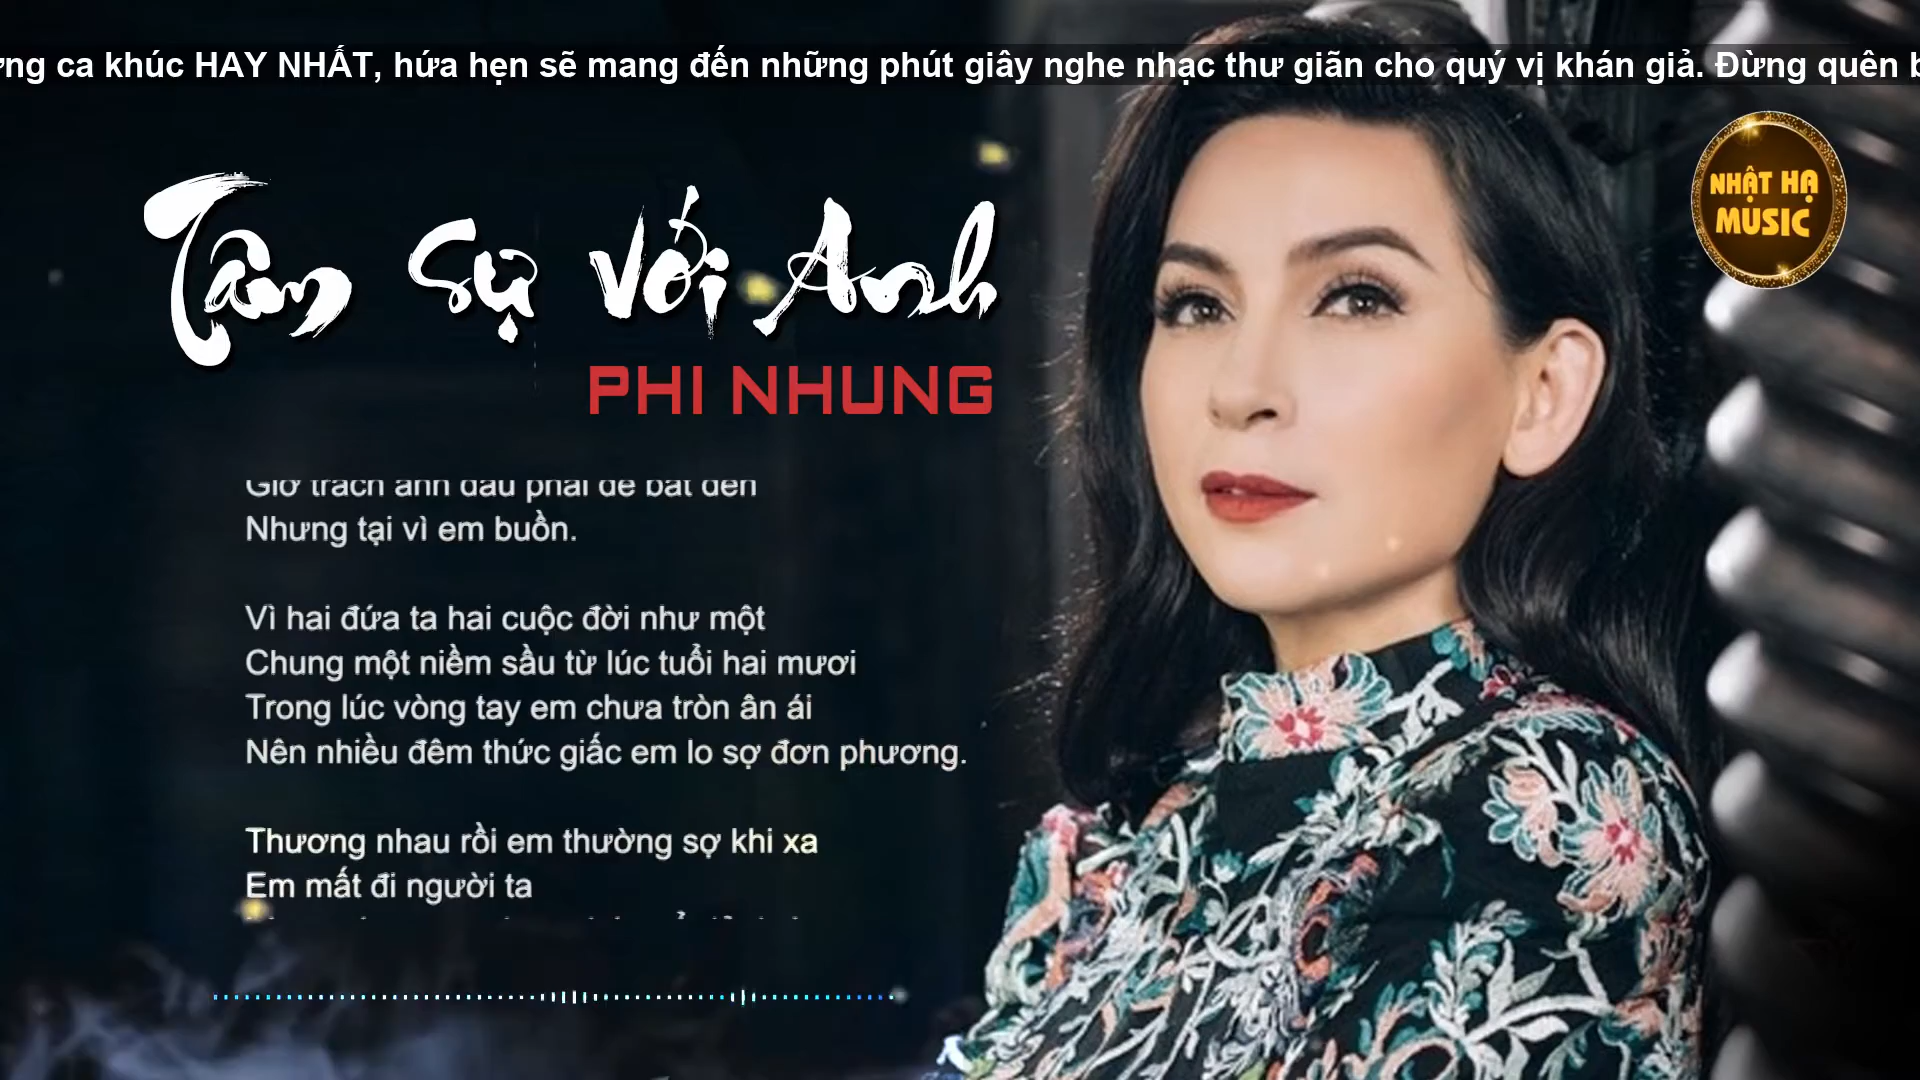 ca khúc HAY NHẤT, hứa hẹn sẽ mang đến những phút giây nghe nhạc thư giãn cho quý vị khán giả. Đừng quên
NHẬT HẠ
MUSIC
Tâm Sự Với Anh
PHI NHUNG
Nhưng tại vì em buồn.
Vì hai đứa ta hai cuộc đời như một
Chung một niềm sầu từ lúc tuổi hai mươi
Trong lúc vòng tay em chưa tròn ân ái
Nên nhiều đêm thức giấc em lo sợ đơn phương.
Thương nhau rồi em thường sợ khi xa
Em mất đi người ta